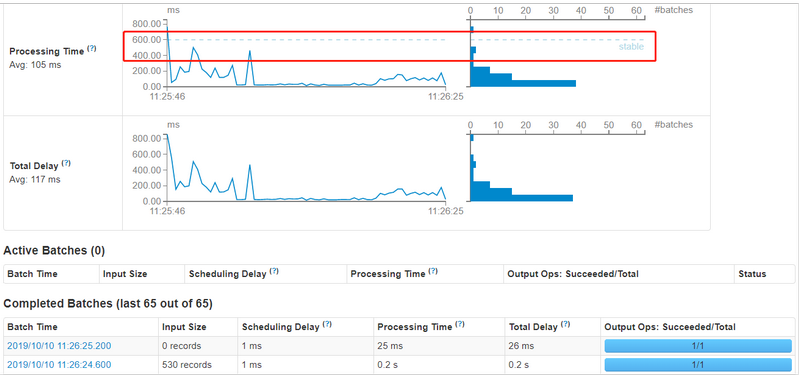 ms
#batches
0 10 20 30 40 50 60
800.00
600.00
400.00
200.00
0.00
stable
Processing Time (?)
Avg: 105 ms
11:25:46
11:26:25
ms
0 10 20 30 40 50 60 #batches
800.00
600.00
400.00
200.00
0.00
Total Delay (?)
Avg: 117 ms
11:25:46
11:26:25
Active Batches (0)
Batch Time Input Size Scheduling Delay (?) Processing Time (?) Output Ops: Succeeded/Total Status
Completed Batches (last 65 out of 65)
Batch Time Input Size Scheduling Delay (?) Processing Time (?) Total Delay (?) Output Ops: Succeeded/Total
2019/10/10 11:26:25.200 0 records 1 ms 25 ms 26 ms 1/1
2019/10/10 11:26:24.600 530 records 1 ms 0.2 s 0.2 s 1/1